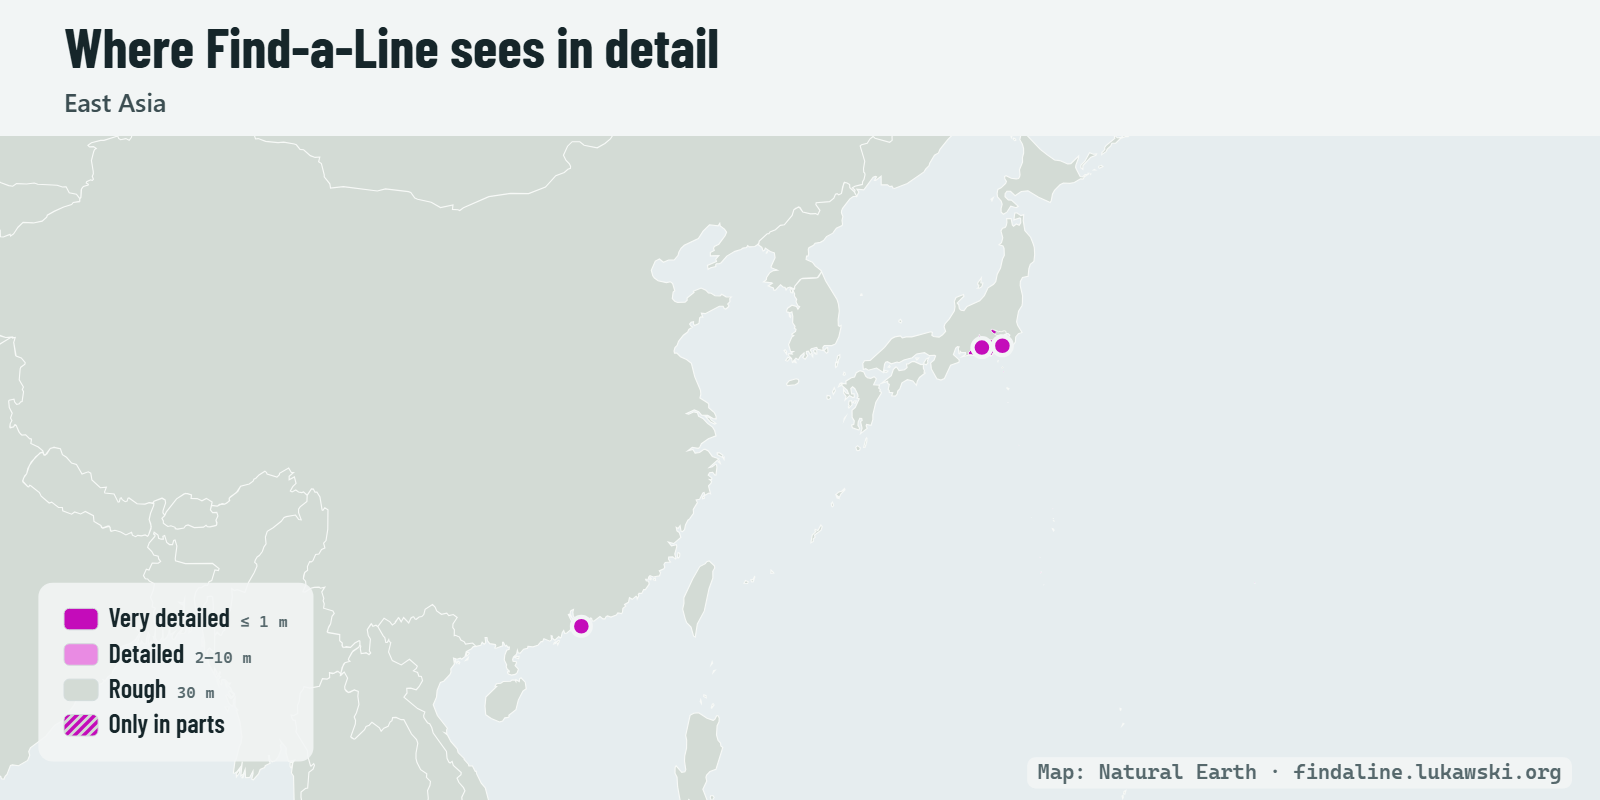 Where Find-a-Line sees in detail
East Asia
Very detailed ≤ 1 m
Detailed 2–10 m
Rough 30 m
Only in parts
Map: Natural Earth · findaline.lukawski.org